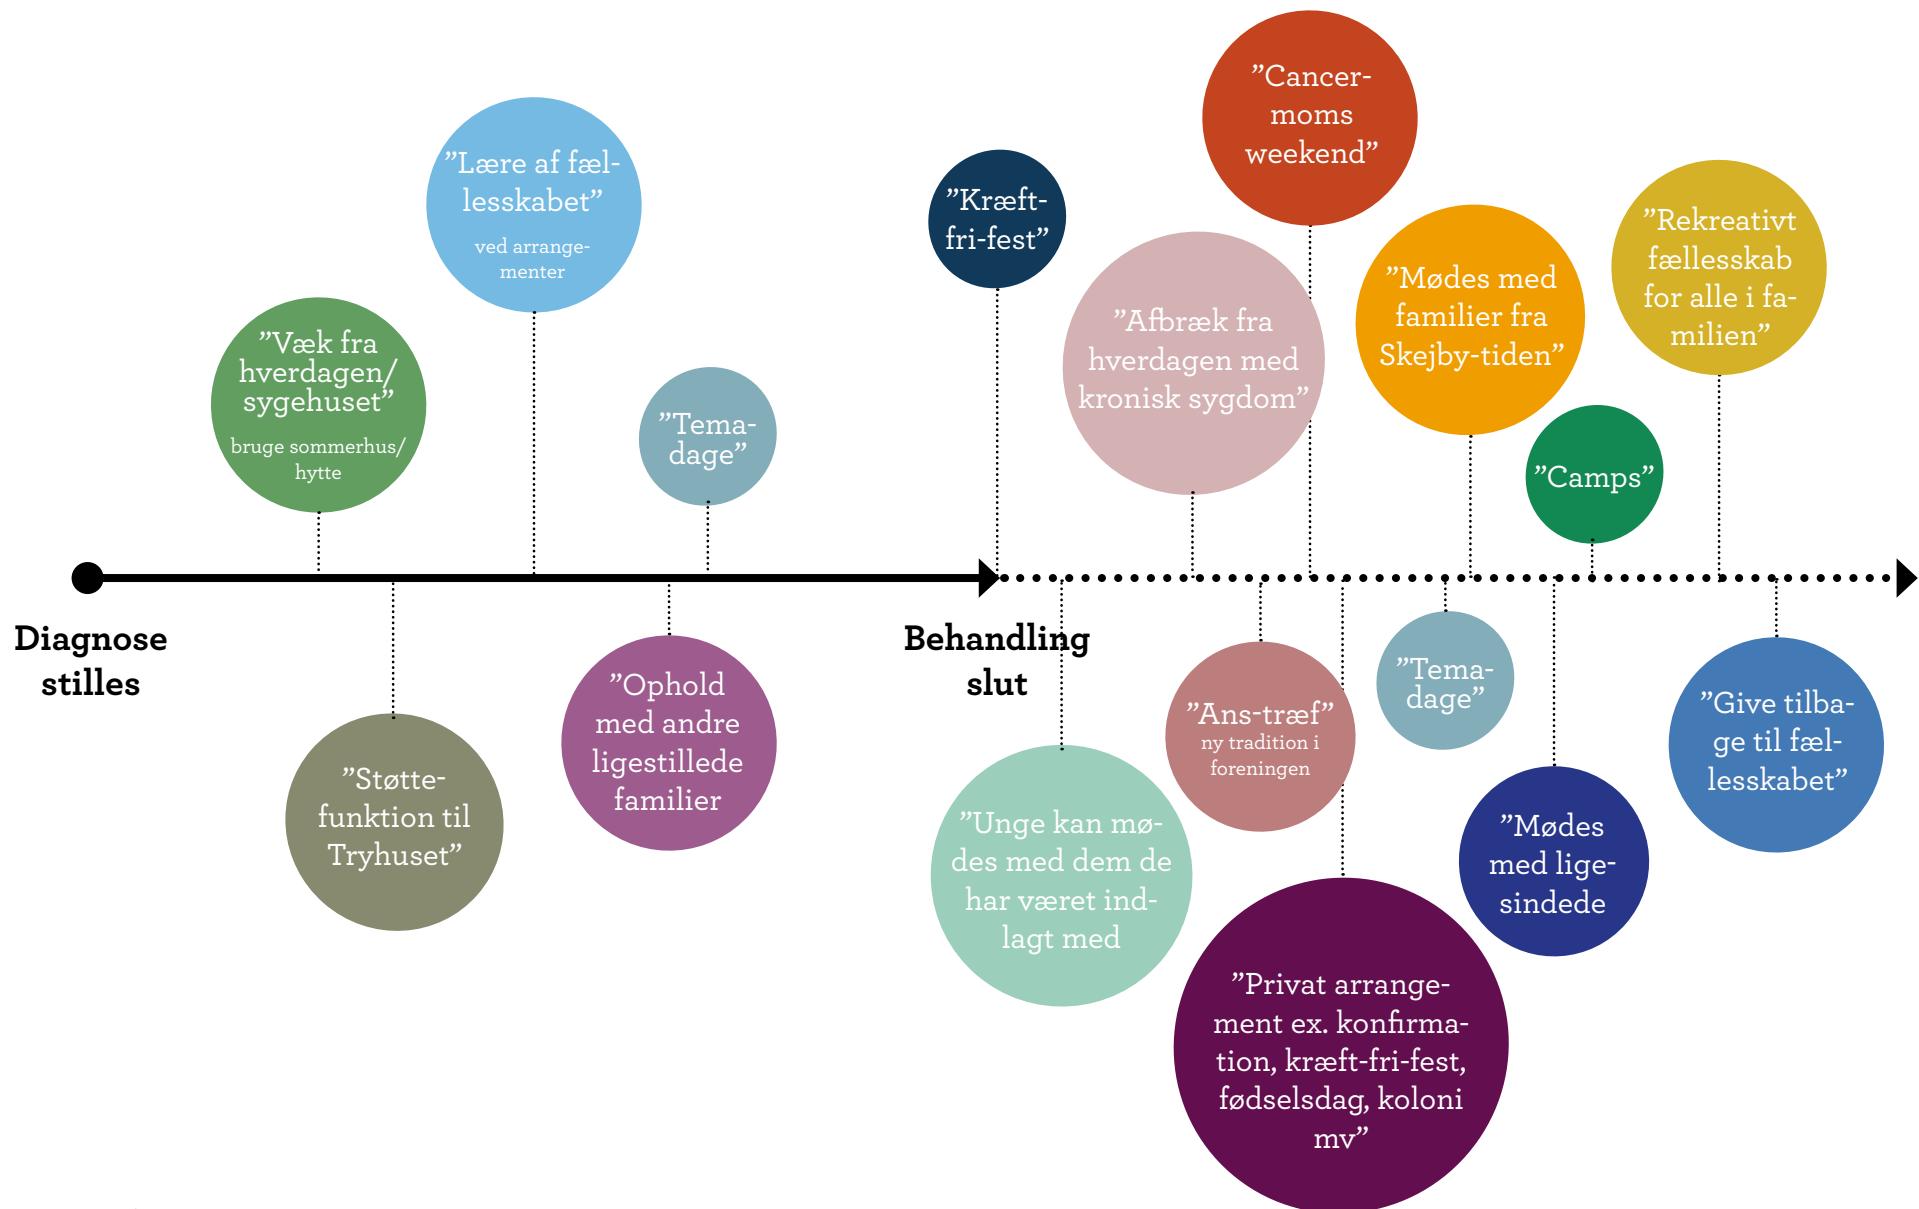 ”Væk fra
hverdagen/
sygehuset”
bruge sommerhus/
hytte
”Lære af fæl-
lesskabet”
ved arrange-
menter
”Tema-
dage”
”Kræft-
fri-fest”
”Afbræk fra
hverdagen med
kronisk sygdom”
”Cancer-
moms
weekend”
”Mødes med
familier fra
Skejby-tiden”
”Camps”
”Rekreativt
fællesskab
for alle i fa-
milien”
Diagnose
stilles
Behandling
slut
”Støtte-
funktion til
Tryhuset”
”Ophold
med andre
ligestillede
familier
”Unge kan mø-
des med dem de
har været ind-
lagt med
”Ans-træf”
ny tradition i
foreningen
”Privat arrange-
ment ex. konfirma-
tion, kræft-fri-fest,
fødselsdag, koloni
mv”
”Tema-
dage”
”Mødes
med lige-
sindede
”Give tilba-
ge til fæl-
lesskabet”